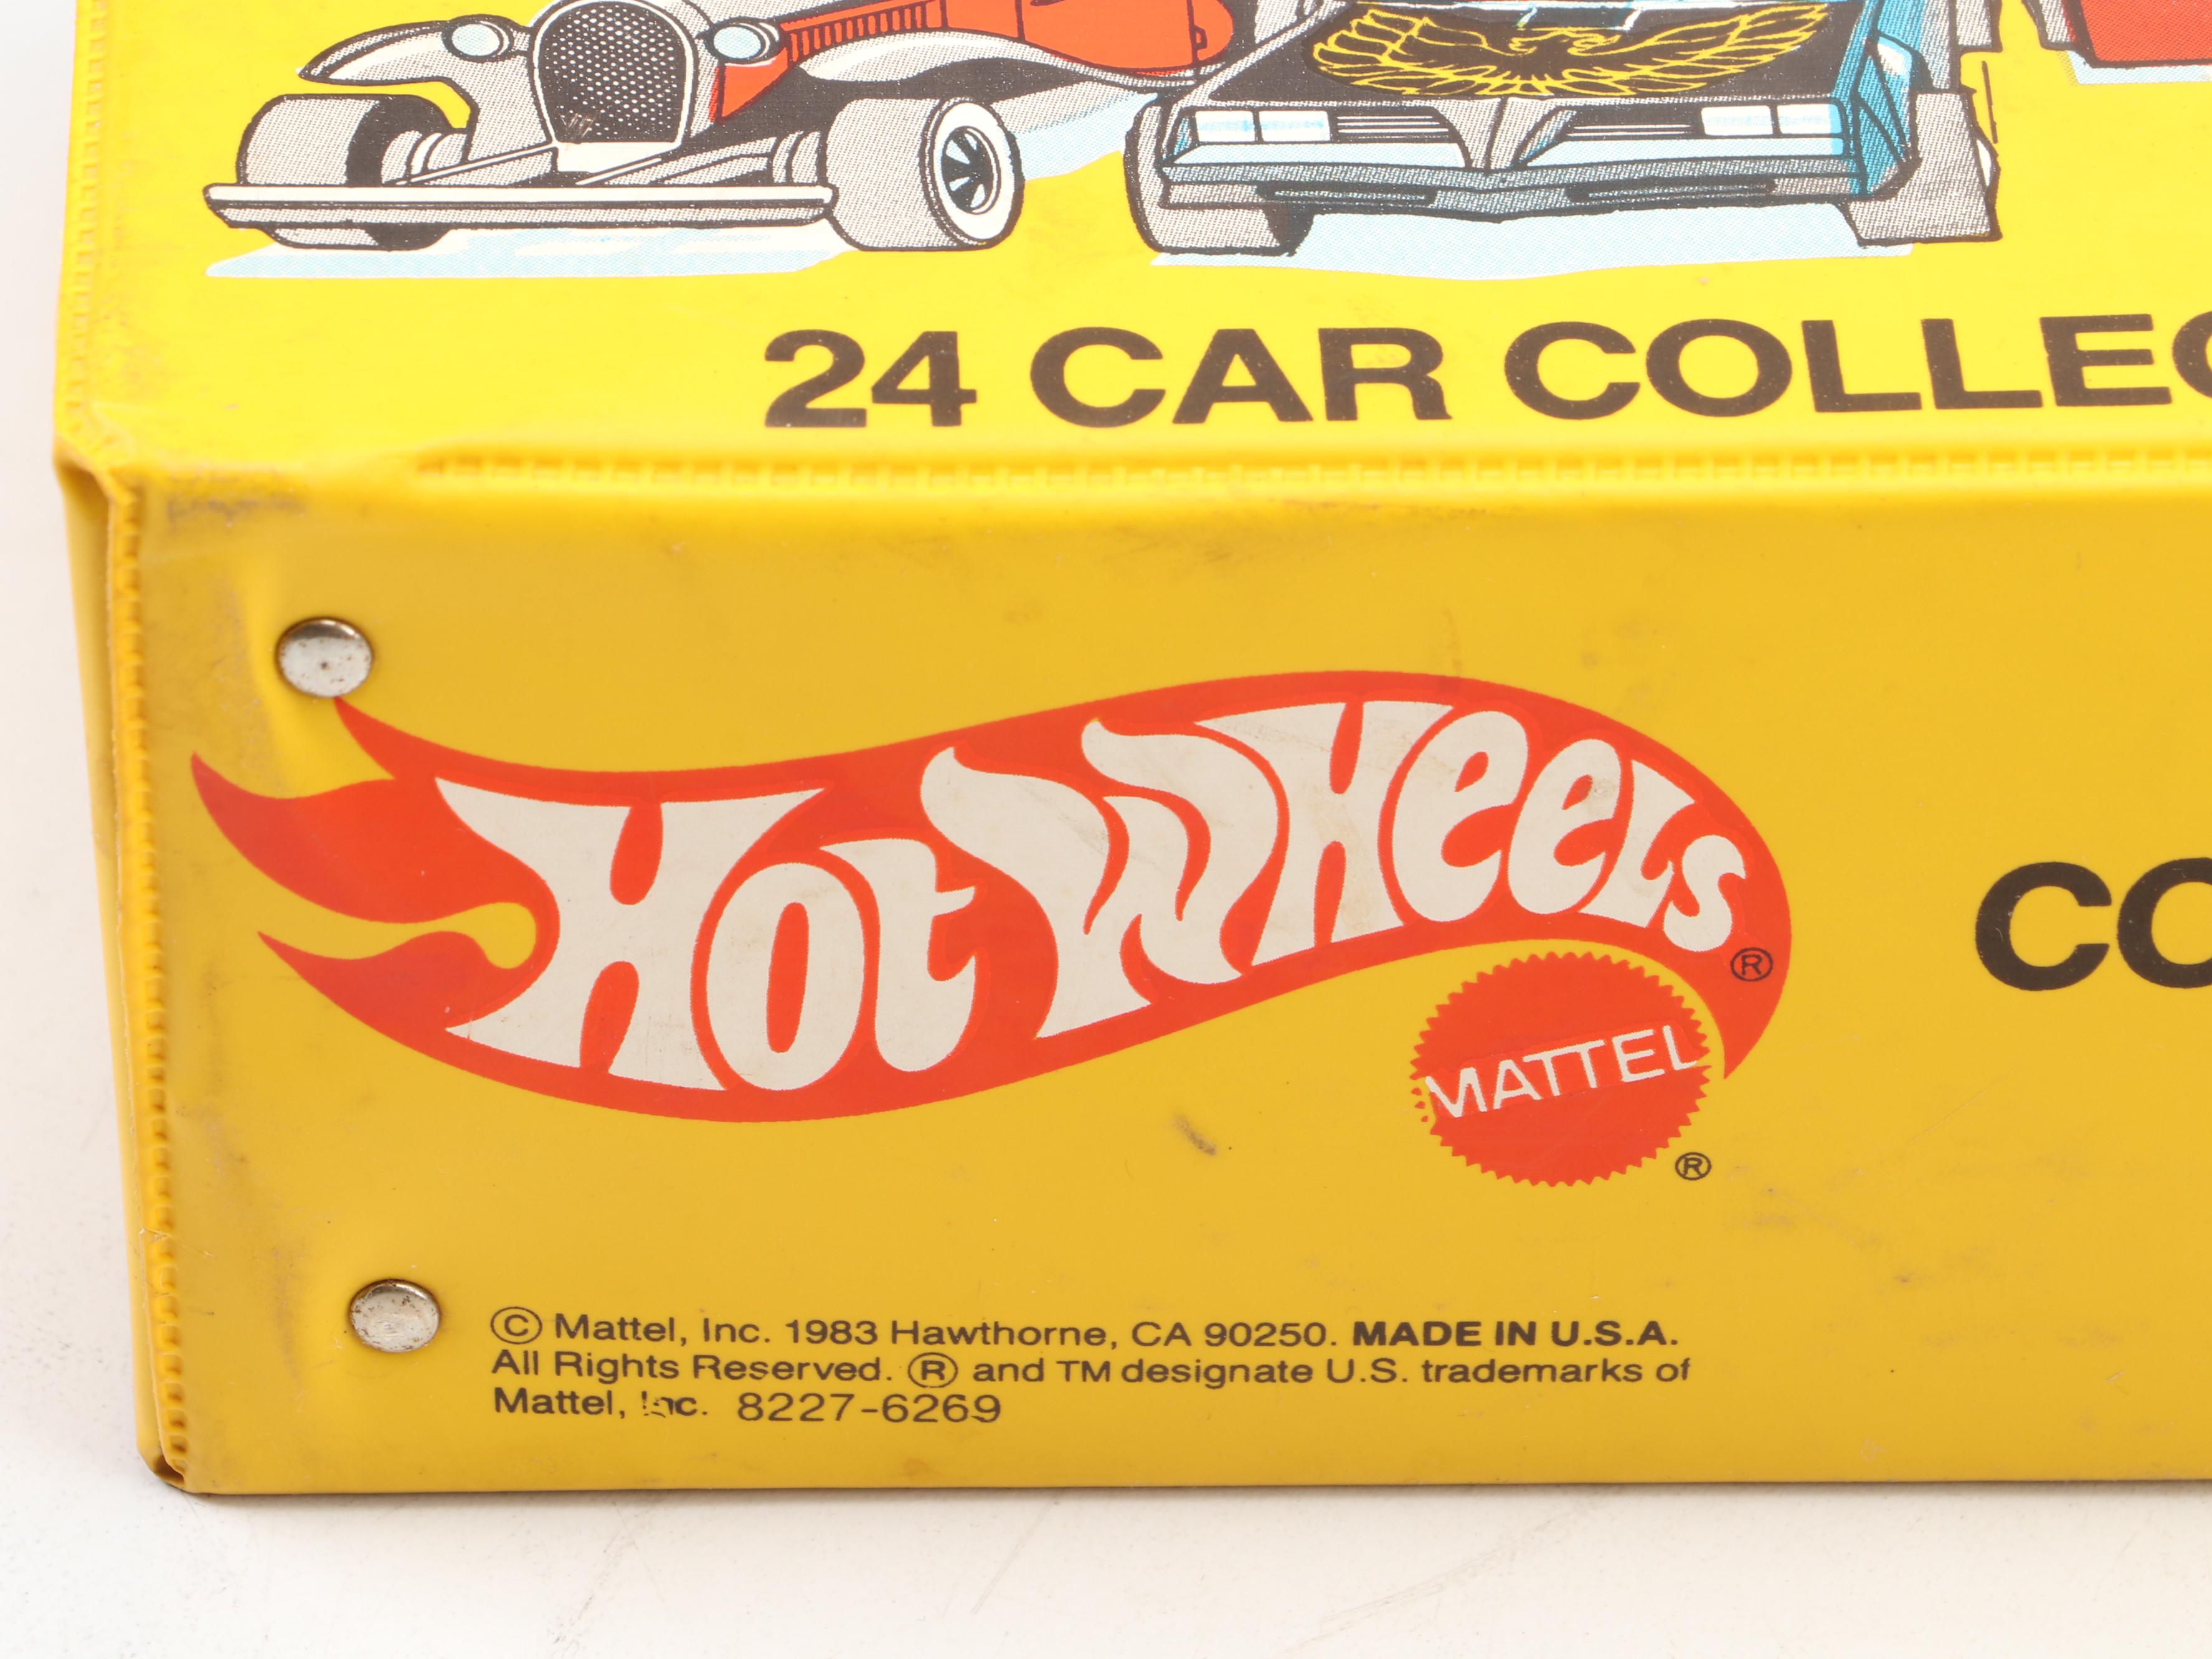 24 CAR COLLEC
HOT WHEELS ®
CO
MATTEL
®
© Mattel, Inc. 1983 Hawthorne, CA 90250. MADE IN U.S.A.
All Rights Reserved. ® and TM designate U.S. trademarks of
Mattel, Inc. 8227-6269